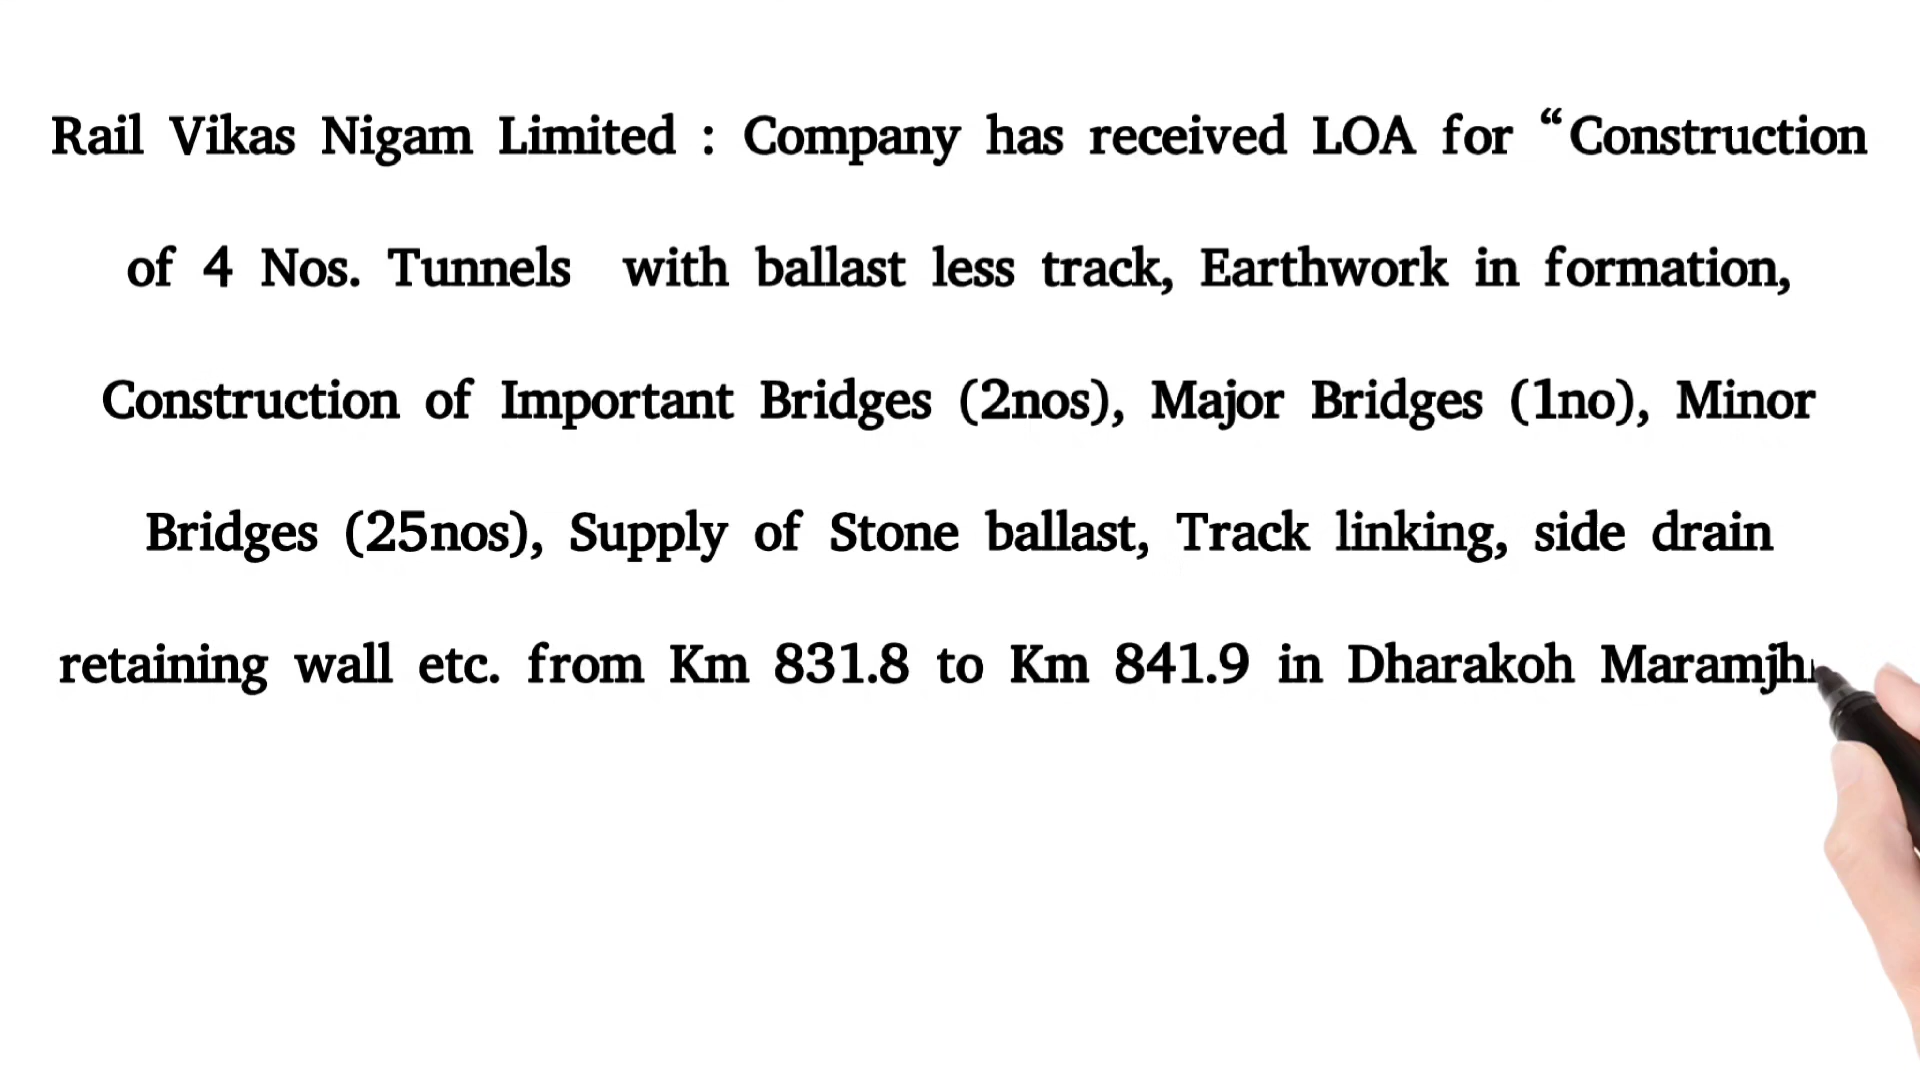 Rail Vikas Nigam Limited : Company has received LOA for “Construction
of 4 Nos. Tunnels with ballast less track, Earthwork in formation,
Construction of Important Bridges (2nos), Major Bridges (1no), Minor
Bridges (25nos), Supply of Stone ballast, Track linking, side drain
retaining wall etc. from Km 831.8 to Km 841.9 in Dharakoh